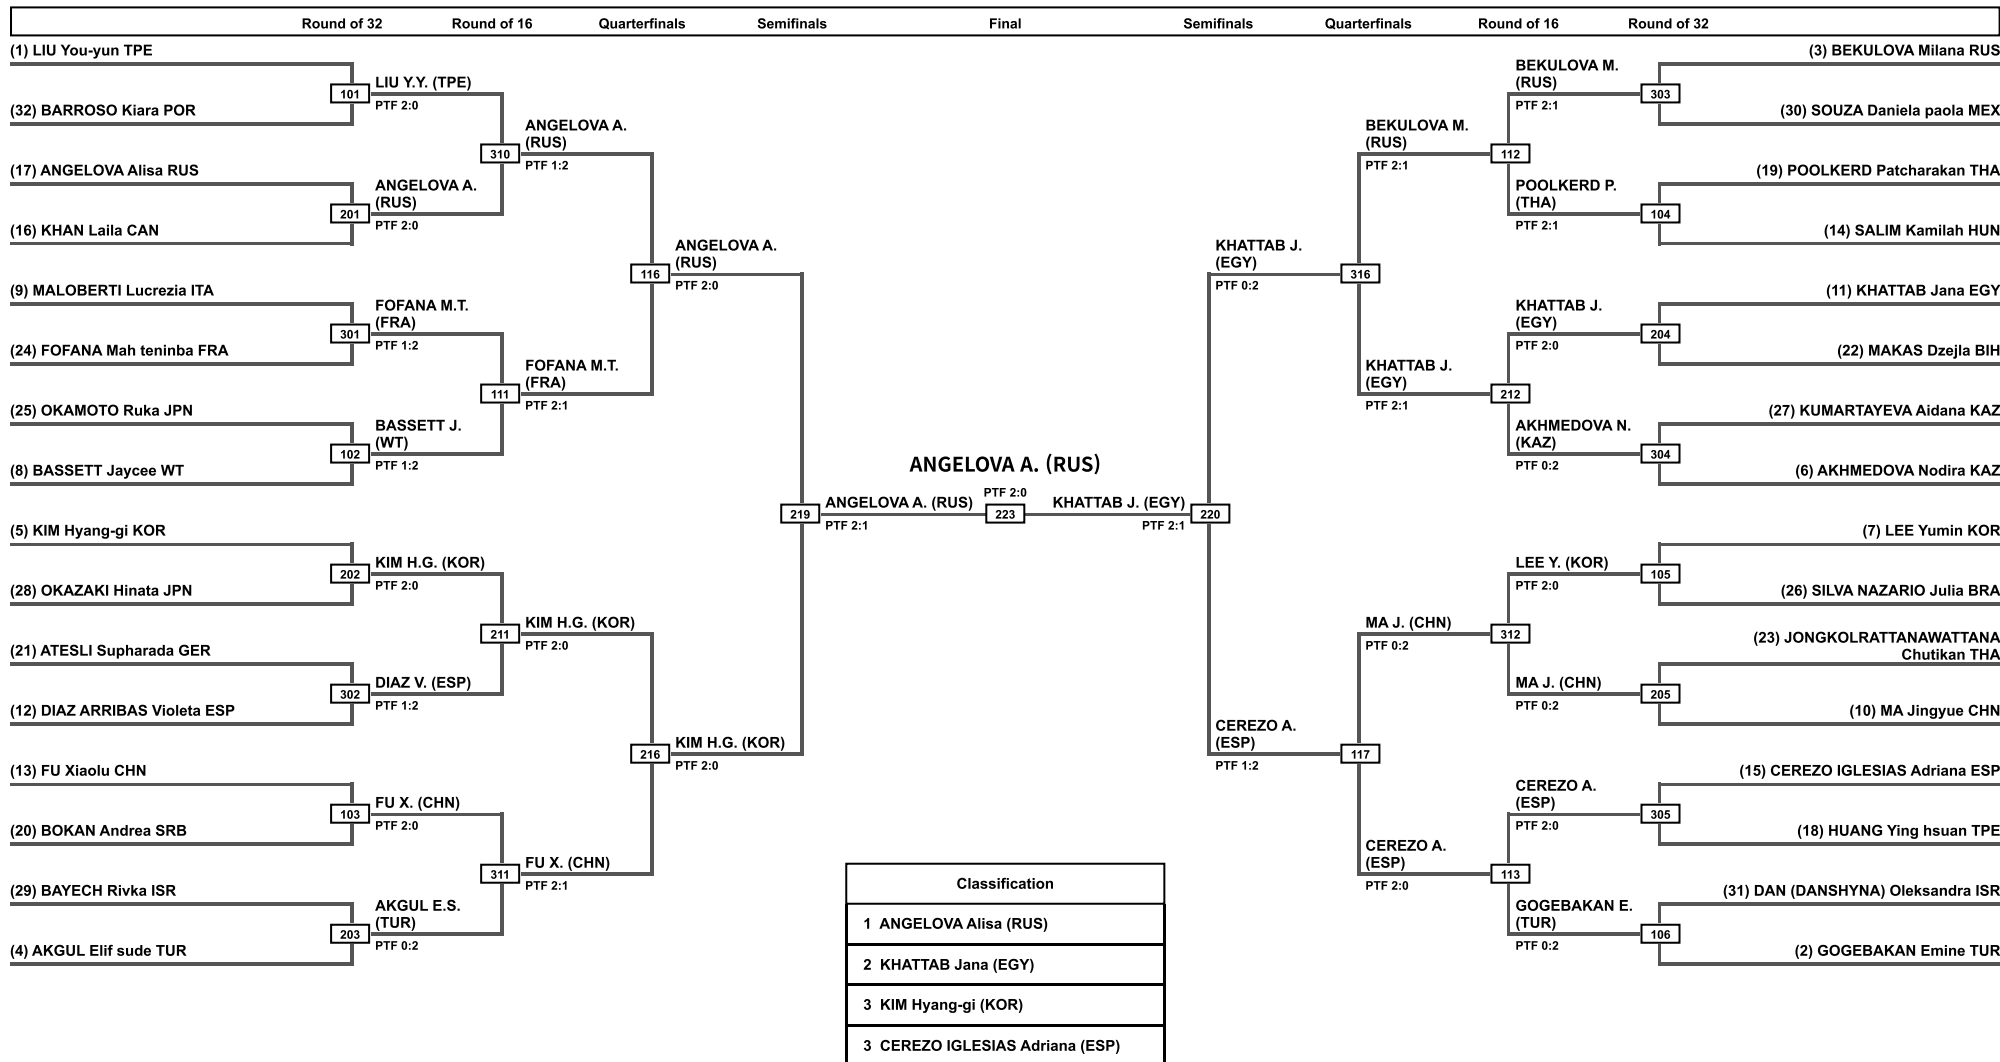 Round of 32 Round of 16 Quarterfinals Semifinals Final Semifinals Quarterfinals Round of 16 Round of 32
(1) LIU You-yun TPE
101
(32) BARROSO Kiara POR
LIU Y.Y. (TPE)
PTF 2:0
(17) ANGELOVA Alisa RUS
201
(16) KHAN Laila CAN
ANGELOVA A.
(RUS)
PTF 2:0
310
ANGELOVA A.
(RUS)
PTF 1:2
(9) MALOBERTI Lucrezia ITA
301
(24) FOFANA Mah teninba FRA
FOFANA M.T.
(FRA)
PTF 1:2
(25) OKAMOTO Ruka JPN
102
(8) BASSETT Jaycee WT
BASSETT J.
(WT)
PTF 1:2
111
FOFANA M.T.
(FRA)
PTF 2:1
116
ANGELOVA A.
(RUS)
PTF 2:0
(5) KIM Hyang-gi KOR
202
(28) OKAZAKI Hinata JPN
KIM H.G. (KOR)
PTF 2:0
(21) ATESLI Supharada GER
302
(12) DIAZ ARRIBAS Violeta ESP
DIAZ V. (ESP)
PTF 1:2
211
KIM H.G. (KOR)
PTF 2:0
(13) FU Xiaolu CHN
103
(20) BOKAN Andrea SRB
FU X. (CHN)
PTF 2:0
(29) BAYECH Rivka ISR
203
(4) AKGUL Elif sude TUR
AKGUL E.S.
(TUR)
PTF 0:2
311
FU X. (CHN)
PTF 2:1
216
KIM H.G. (KOR)
PTF 2:0
219
ANGELOVA A. (RUS)
PTF 2:1
ANGELOVA A. (RUS)
PTF 2:0
223
KHATTAB J. (EGY)
PTF 2:1
220
KHATTAB J.
(EGY)
PTF 0:2
316
BEKULOVA M.
(RUS)
PTF 2:1
112
BEKULOVA M.
(RUS)
PTF 2:1
303
(3) BEKULOVA Milana RUS
(30) SOUZA Daniela paola MEX
POOLKERD P.
(THA)
PTF 2:1
104
(19) POOLKERD Patcharakan THA
(14) SALIM Kamilah HUN
KHATTAB J.
(EGY)
PTF 2:1
212
KHATTAB J.
(EGY)
PTF 2:0
204
(11) KHATTAB Jana EGY
(22) MAKAS Dzejla BIH
AKHMEDOVA N.
(KAZ)
PTF 0:2
304
(27) KUMARTAYEVA Aidana KAZ
(6) AKHMEDOVA Nodira KAZ
CEREZO A.
(ESP)
PTF 1:2
117
MA J. (CHN)
PTF 0:2
312
LEE Y. (KOR)
PTF 2:0
105
(7) LEE Yumin KOR
(26) SILVA NAZARIO Julia BRA
MA J. (CHN)
PTF 0:2
205
(23) JONGKOLRATTANAWATTANA
Chutikan THA
(10) MA Jingyue CHN
CEREZO A.
(ESP)
PTF 2:0
113
CEREZO A.
(ESP)
PTF 2:0
305
(15) CEREZO IGLESIAS Adriana ESP
(18) HUANG Ying hsuan TPE
GOGEBAKAN E.
(TUR)
PTF 0:2
106
(31) DAN (DANSHYNA) Oleksandra ISR
(2) GOGEBAKAN Emine TUR
Classification
1 ANGELOVA Alisa (RUS)
2 KHATTAB Jana (EGY)
3 KIM Hyang-gi (KOR)
3 CEREZO IGLESIAS Adriana (ESP)